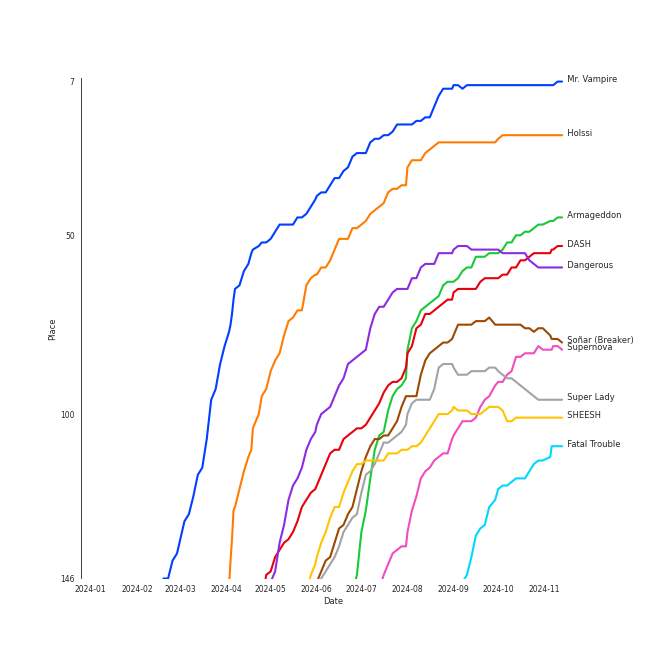 7
50
100
146
Place
Mr. Vampire
Holssi
Armageddon
DASH
Dangerous
Soñar (Breaker)
Supernova
Super Lady
SHEESH
Fatal Trouble
2024-01 2024-02 2024-03 2024-04 2024-05 2024-06 2024-07 2024-08 2024-09 2024-10 2024-11
Date